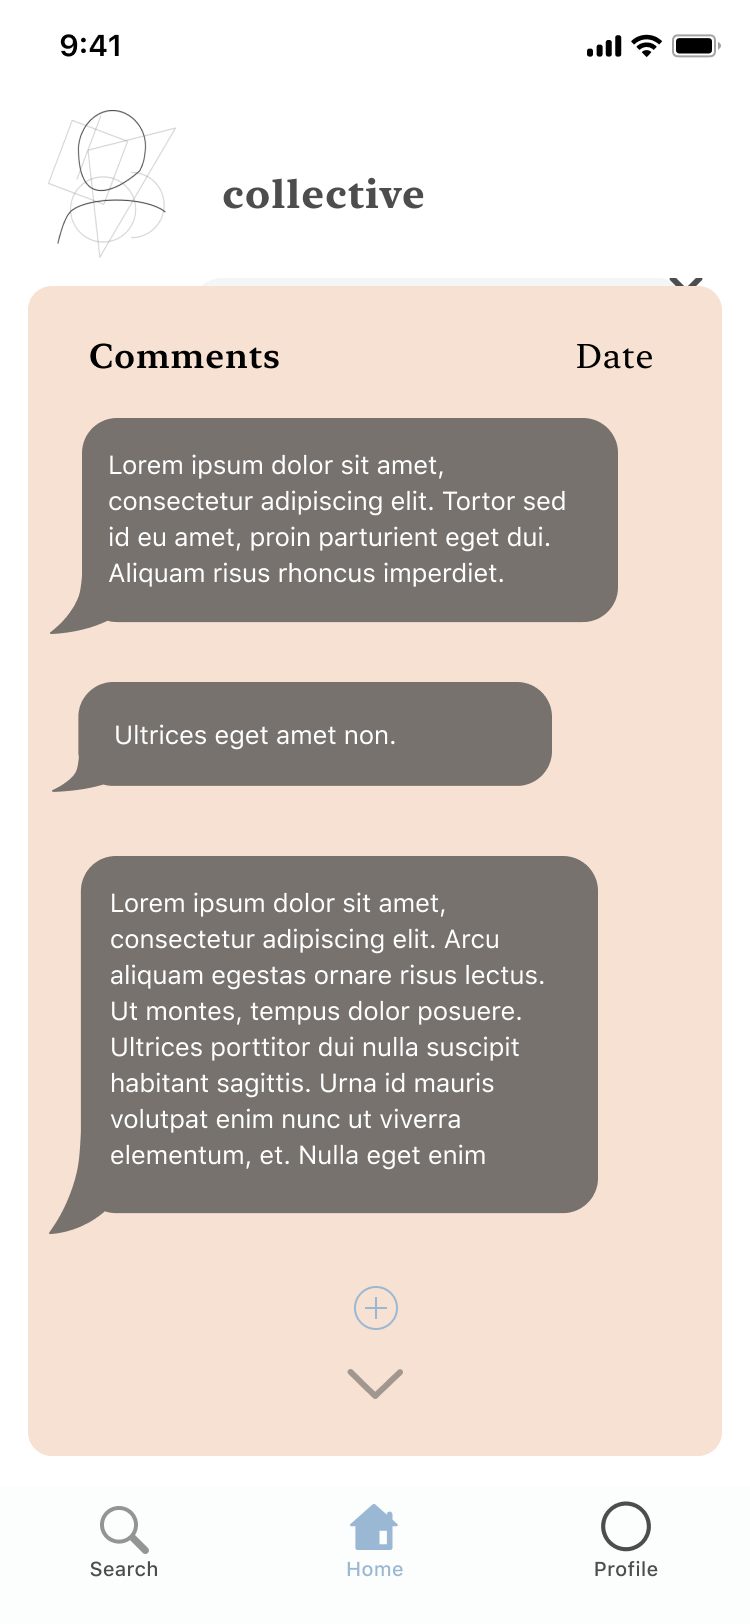 9:41
collective
Comments
Date
Lorem ipsum dolor sit amet,
consectetur adipiscing elit. Tortor sed
id eu amet, proin parturient eget dui.
Aliquam risus rhoncus imperdiet.
Ultrices eget amet non.
Lorem ipsum dolor sit amet,
consectetur adipiscing elit. Arcu
aliquam egestas ornare risus lectus.
Ut montes, tempus dolor posuere.
Ultrices porttitor dui nulla suscipit
habitant sagittis. Urna id mauris
volutpat enim nunc ut viverra
elementum, et. Nulla eget enim
Search
Home
Profile